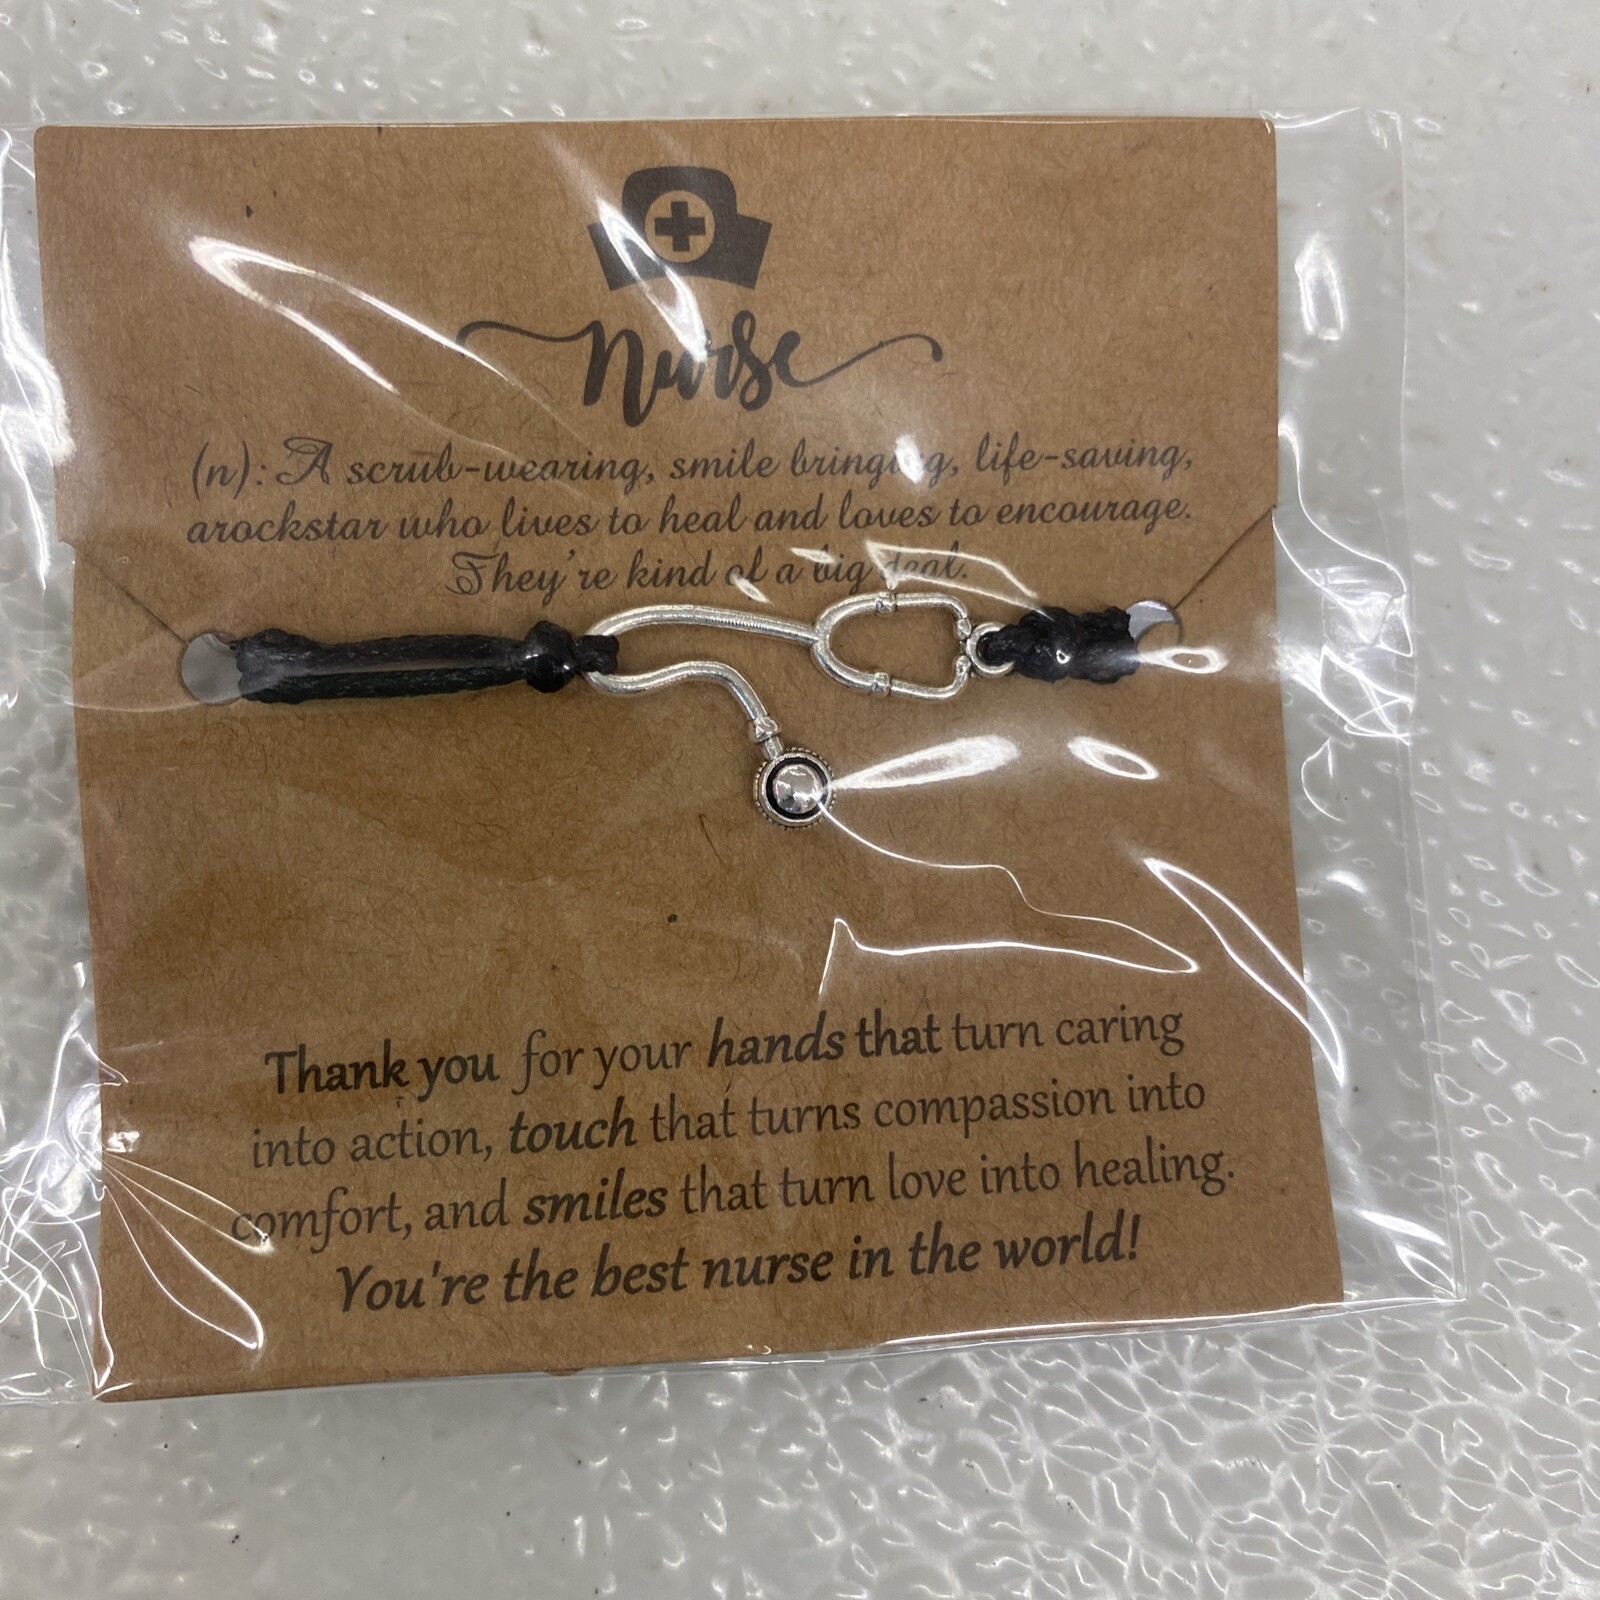 Nurse
(n): A scrub-wearing, smile bringing, life-saving,
arockstar who lives to heal and loves to encourage.
They're kind of a big deal.
Thank you for your hands that turn caring
into action, touch that turns compassion into
comfort, and smiles that turn love into healing.
You're the best nurse in the world!